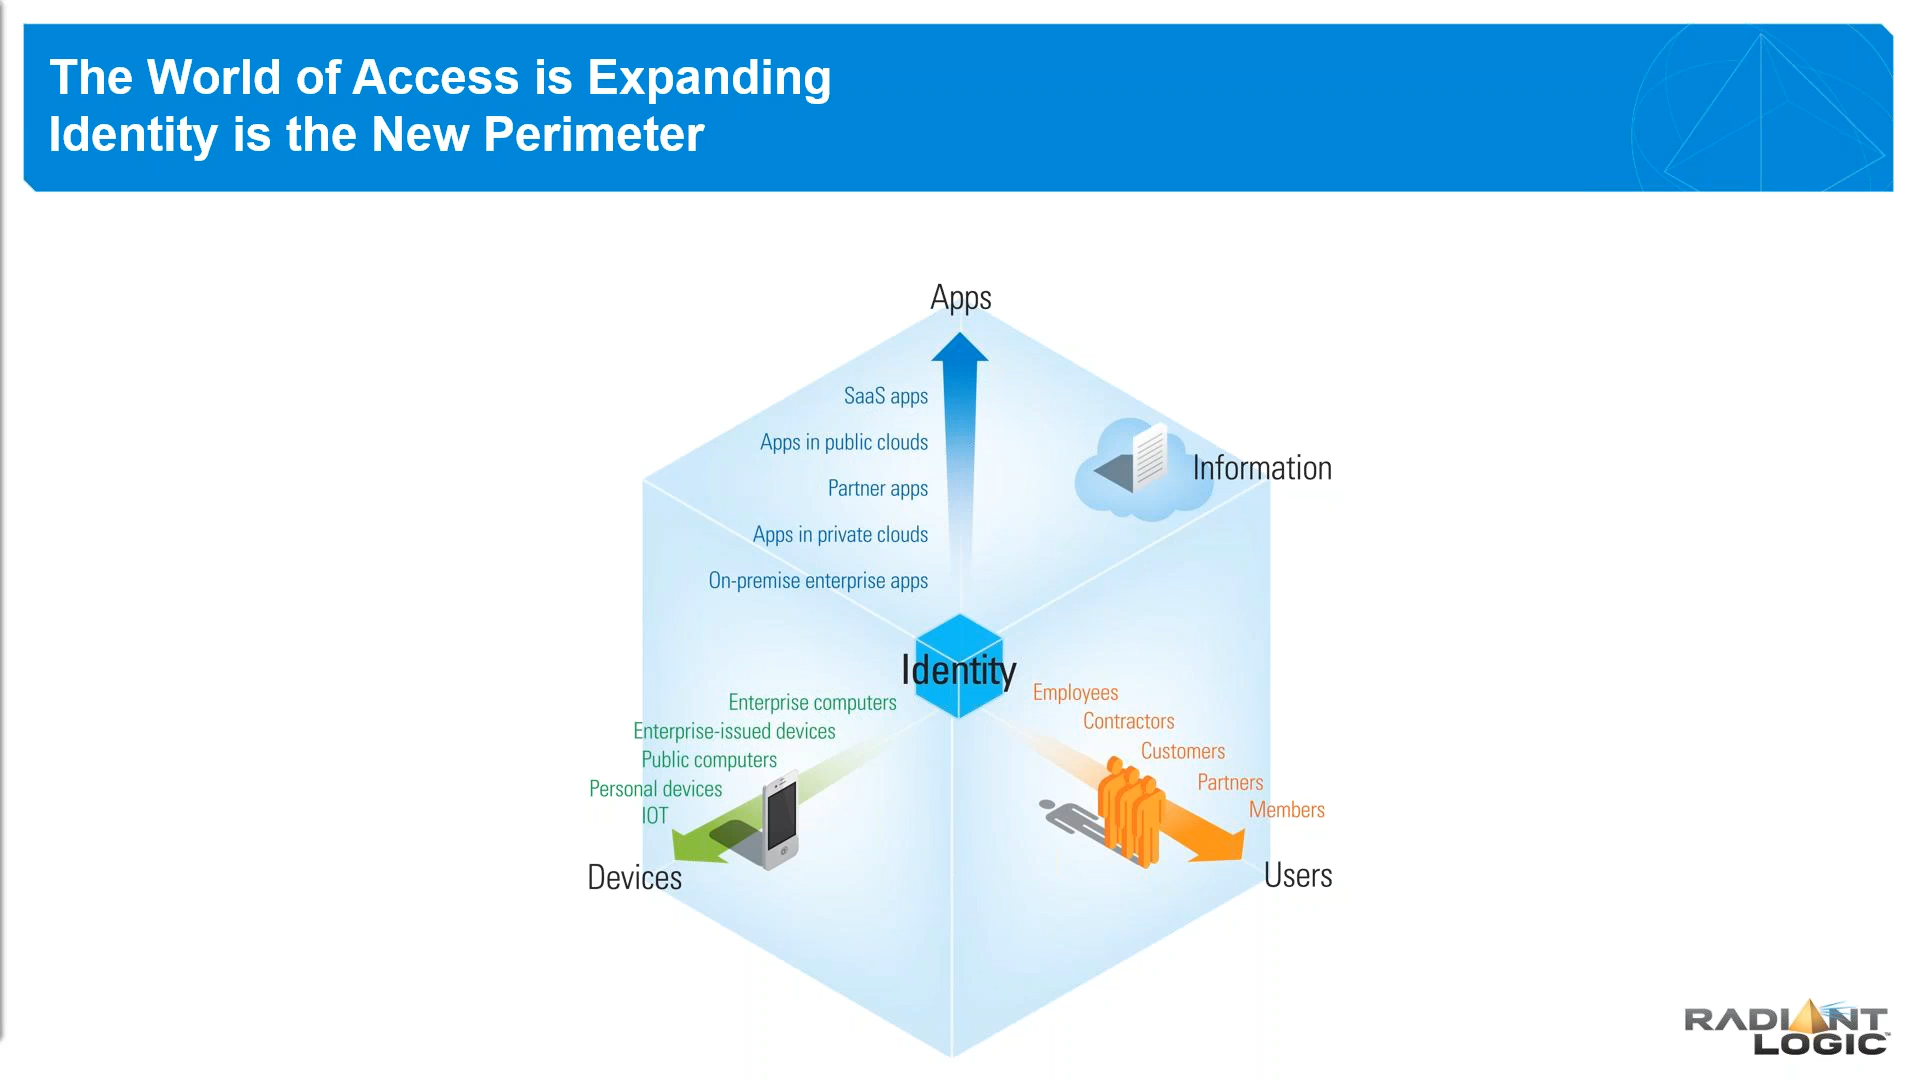 The World of Access is Expanding
Identity is the New Perimeter
Apps
SaaS apps
Apps in public clouds
Partner apps
Apps in private clouds
On-premise enterprise apps
Information
Identity
Enterprise computers
Enterprise-issued devices
Public computers
Personal devices
IOT
Devices
Employees
Contractors
Customers
Partners
Members
Users
RADIANT
LOGIC™